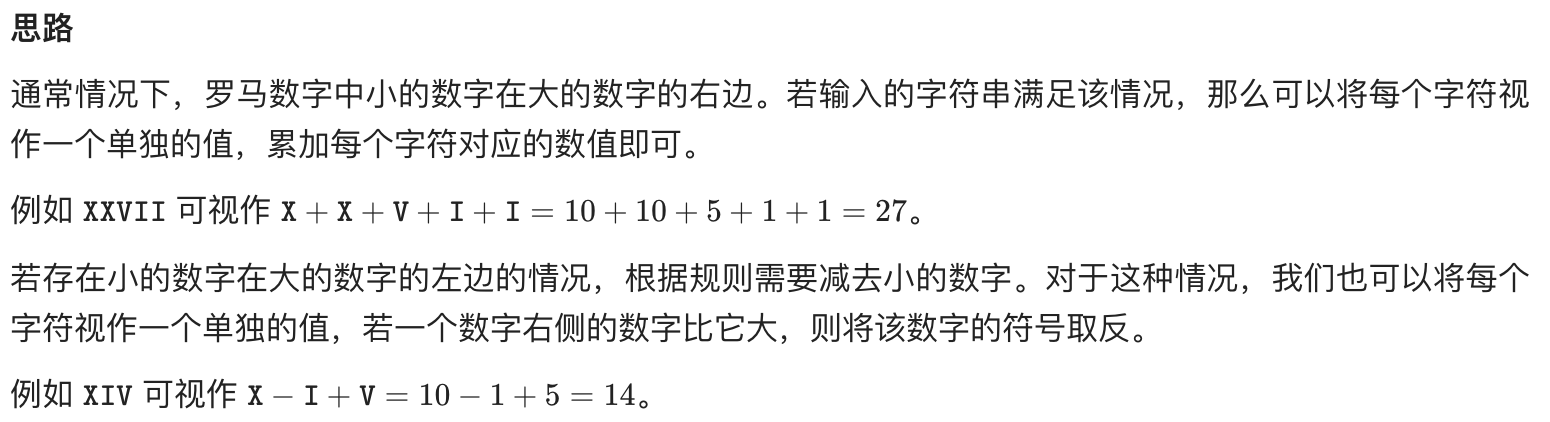 思路
通常情况下，罗马数字中小的数字在大的数字的右边。若输入的字符串满足该情况，那么可以将每个字符视
作一个单独的值，累加每个字符对应的数值即可。
例如 XXVII 可视作 X + X + V + I + I = 10 + 10 + 5 + 1 + 1 = 27。
若存在小的数字在大的数字的左边的情况，根据规则需要减去小的数字。对于这种情况，我们也可以将每个
字符视作一个单独的值，若一个数字右侧的数字比它大，则将该数字的符号取反。
例如 XIV 可视作 X − I + V = 10 − 1 + 5 = 14。